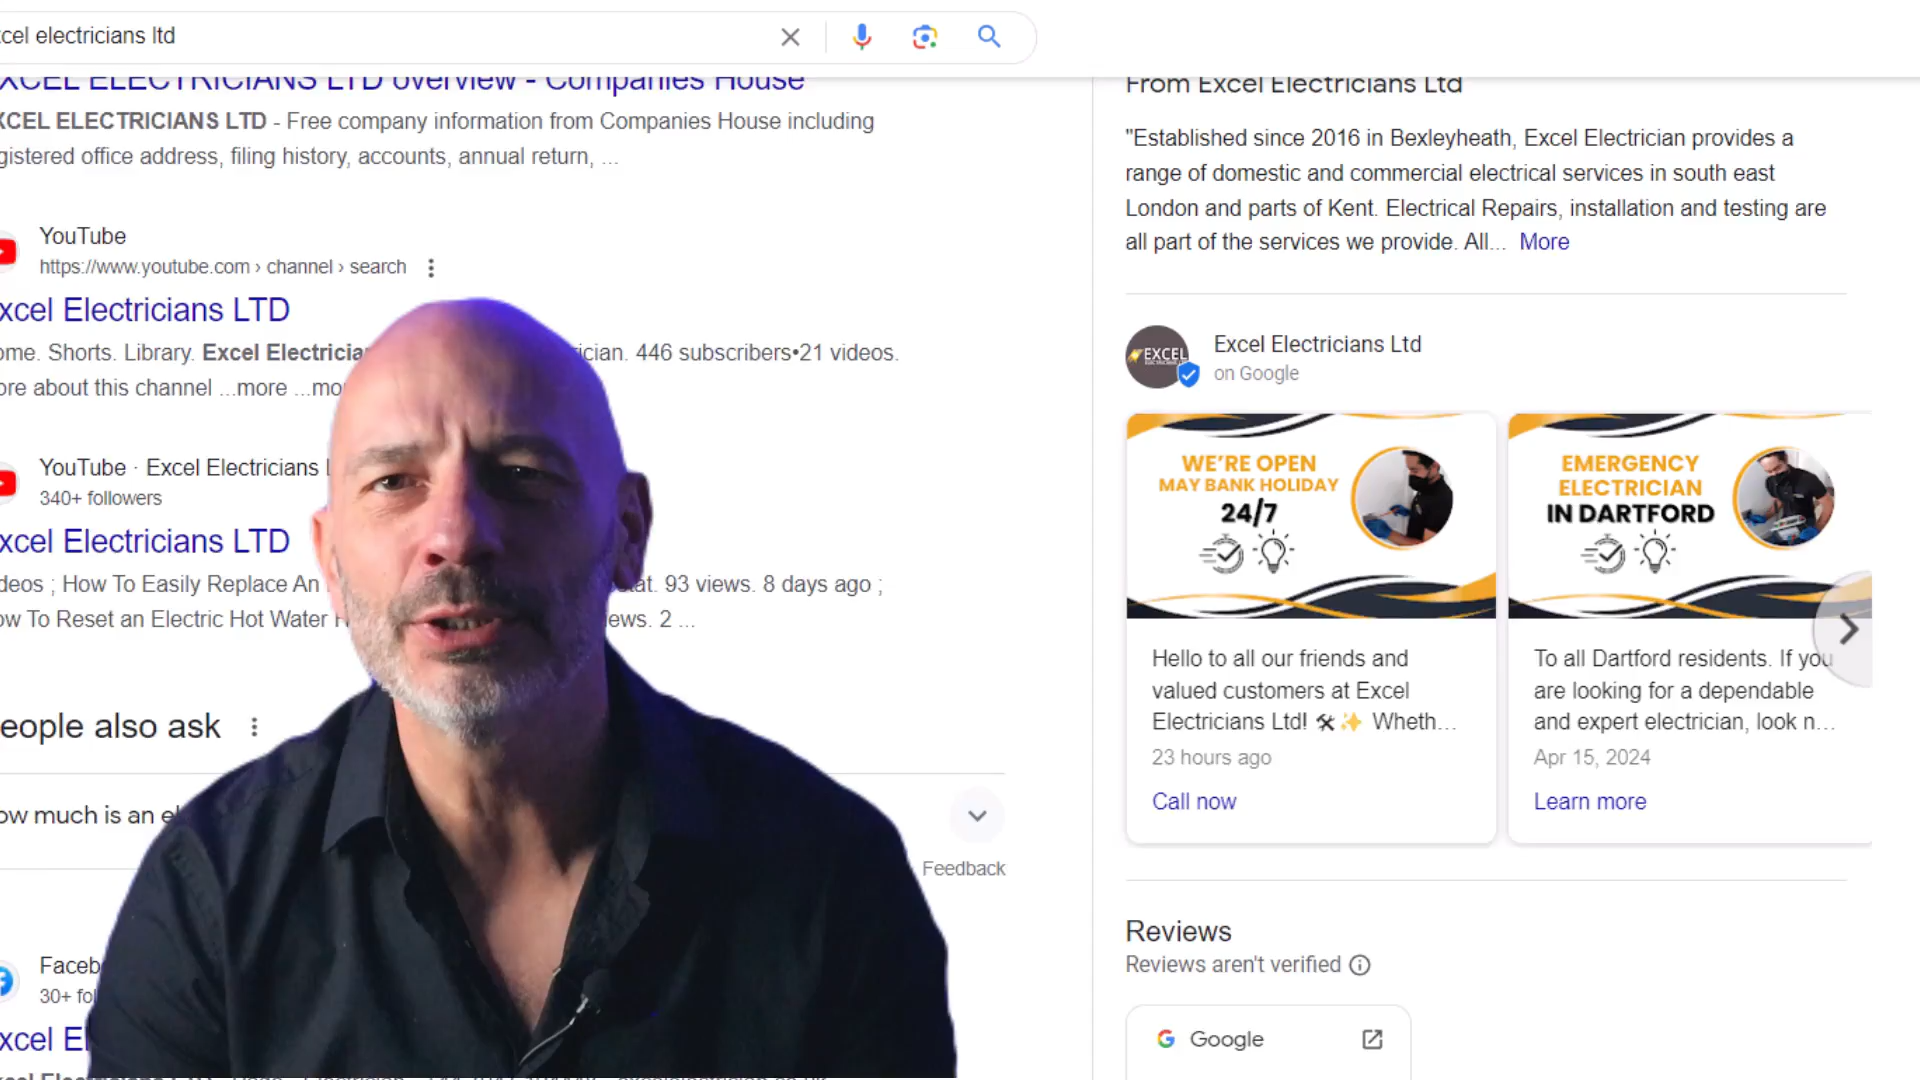 cel electricians ltd
XCEL ELECTRICIANS LTD overview - Companies House
XCEL ELECTRICIANS LTD - Free company information from Companies House including
gistered office address, filing history, accounts, annual return, ...
YouTube
https://www.youtube.com › channel › search
xcel Electricians LTD
ome. Shorts. Library. Excel Electricia
ician. 446 subscribers•21 videos.
ore about this channel ...more ...mo
YouTube · Excel Electricians
340+ followers
xcel Electricians LTD
deos ; How To Easily Replace An
tat. 93 views. 8 days ago ;
ow To Reset an Electric Hot Water
ews. 2 ...
eople also ask
ow much is an el
Feedback
Faceb
30+ fol
xcel El
From Excel Electricians Ltd
"Established since 2016 in Bexleyheath, Excel Electrician provides a
range of domestic and commercial electrical services in south east
London and parts of Kent. Electrical Repairs, installation and testing are
all part of the services we provide. All... More
EXCEL
Excel Electricians Ltd
on Google
WE'RE OPEN
MAY BANK HOLIDAY
24/7
Hello to all our friends and
valued customers at Excel
Electricians Ltd! 🛠✨ Wheth...
23 hours ago
Call now
EMERGENCY
ELECTRICIAN
IN DARTFORD
To all Dartford residents. If you
are looking for a dependable
and expert electrician, look n...
Apr 15, 2024
Learn more
Reviews
Reviews aren't verified
Google